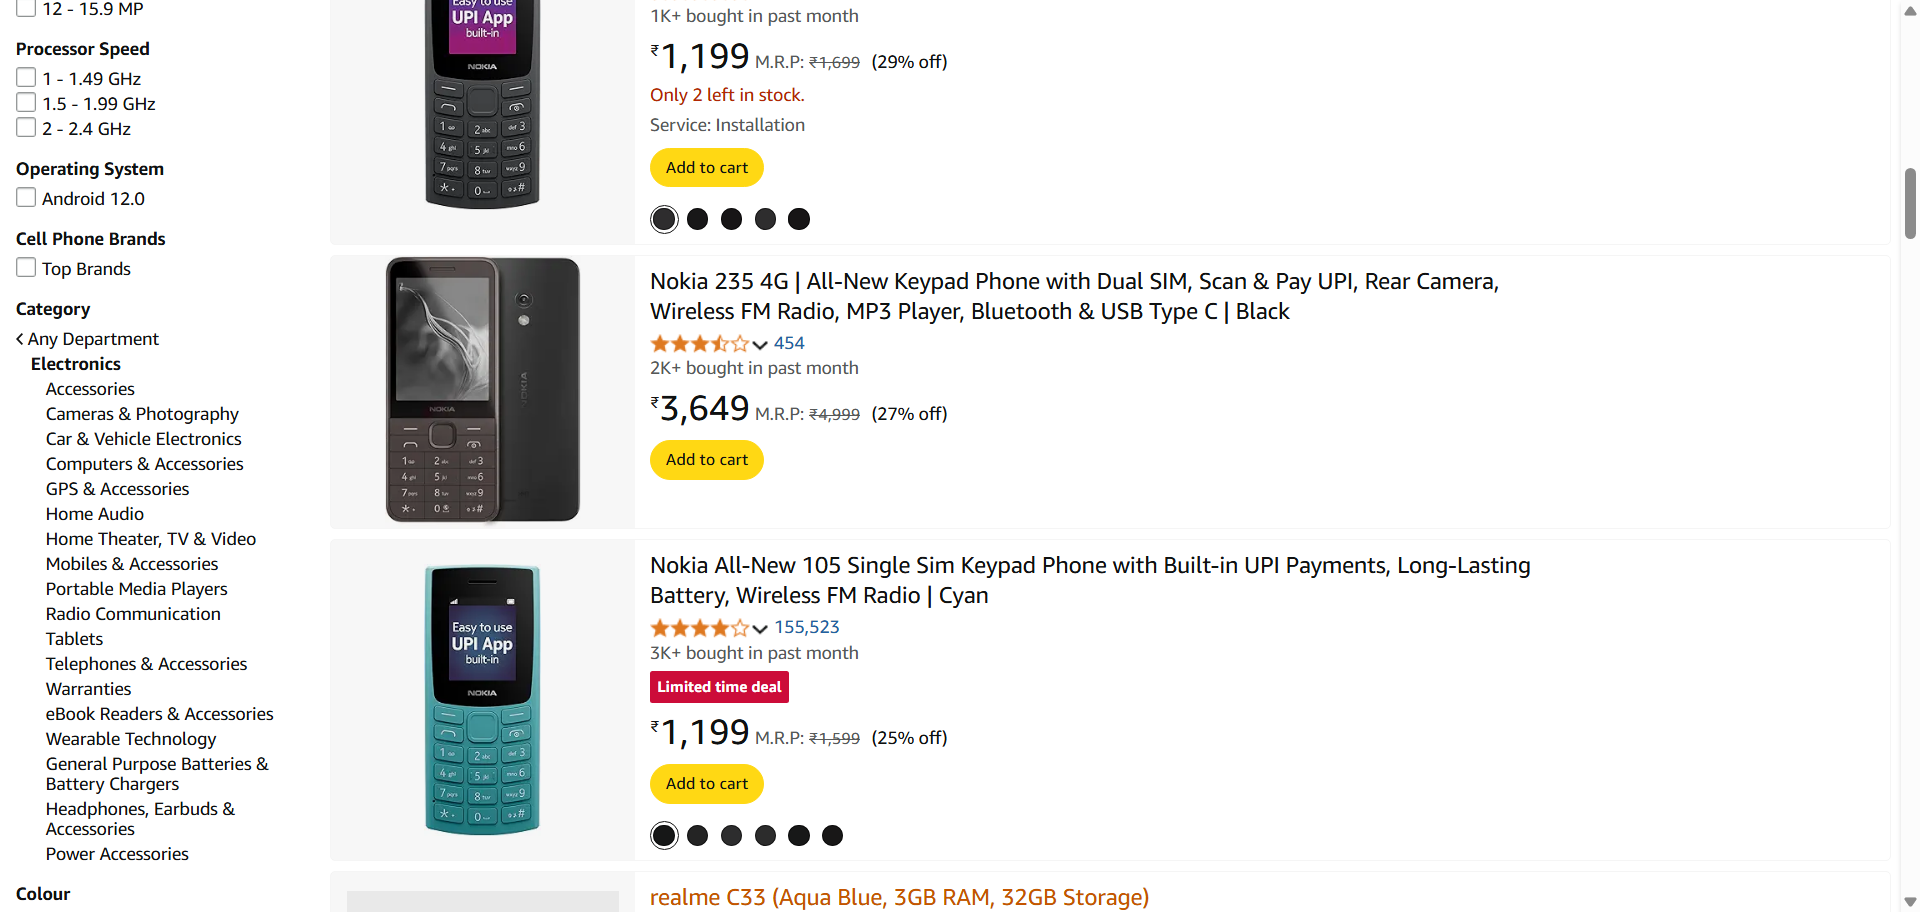 12 - 15.9 MP
Processor Speed
1 - 1.49 GHz
1.5 - 1.99 GHz
2 - 2.4 GHz
Operating System
Android 12.0
Cell Phone Brands
Top Brands
Category
Any Department
Electronics
Accessories
Cameras & Photography
Car & Vehicle Electronics
Computers & Accessories
GPS & Accessories
Home Audio
Home Theater, TV & Video
Mobiles & Accessories
Portable Media Players
Radio Communication
Tablets
Telephones & Accessories
Warranties
eBook Readers & Accessories
Wearable Technology
General Purpose Batteries &
Battery Chargers
Headphones, Earbuds &
Accessories
Power Accessories
Colour
UPI App
built-in
NOKIA
1K+ bought in past month
₹1,199 M.R.P: ₹1,699 (29% off)
Only 2 left in stock.
Service: Installation
Add to cart
NOKIA
NOKIA
Nokia 235 4G | All-New Keypad Phone with Dual SIM, Scan & Pay UPI, Rear Camera,
Wireless FM Radio, MP3 Player, Bluetooth & USB Type C | Black
454
2K+ bought in past month
₹3,649 M.R.P: ₹4,999 (27% off)
Add to cart
Easy to use
UPI App
built-in
NOKIA
Nokia All-New 105 Single Sim Keypad Phone with Built-in UPI Payments, Long-Lasting
Battery, Wireless FM Radio | Cyan
155,523
3K+ bought in past month
Limited time deal
₹1,199 M.R.P: ₹1,599 (25% off)
Add to cart
realme C33 (Aqua Blue, 3GB RAM, 32GB Storage)